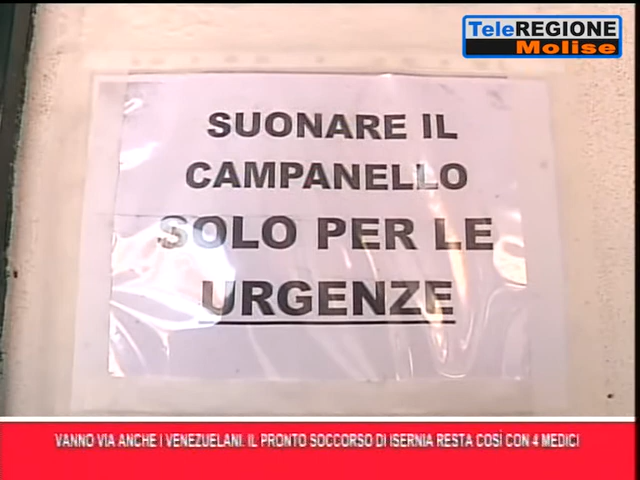 TeleREGIONE
Molise
SUONARE IL
CAMPANELLO
SOLO PER LE
URGENZE
VANNO VIA ANCHE I VENEZUELANI. IL PRONTO SOCCORSO DI ISERNIA RESTA COSÌ CON 4 MEDICI